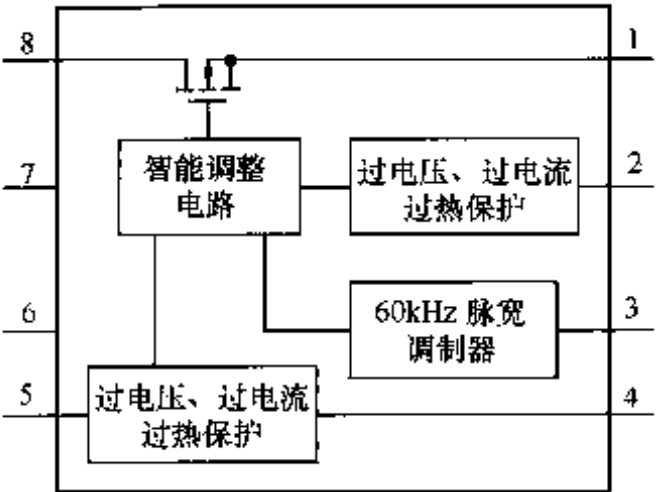 8
1
智能调整
电路
过电压、过电流
过热保护
7
2
60kHz 脉宽
调制器
6
3
过电压、过电流
过热保护
5
4